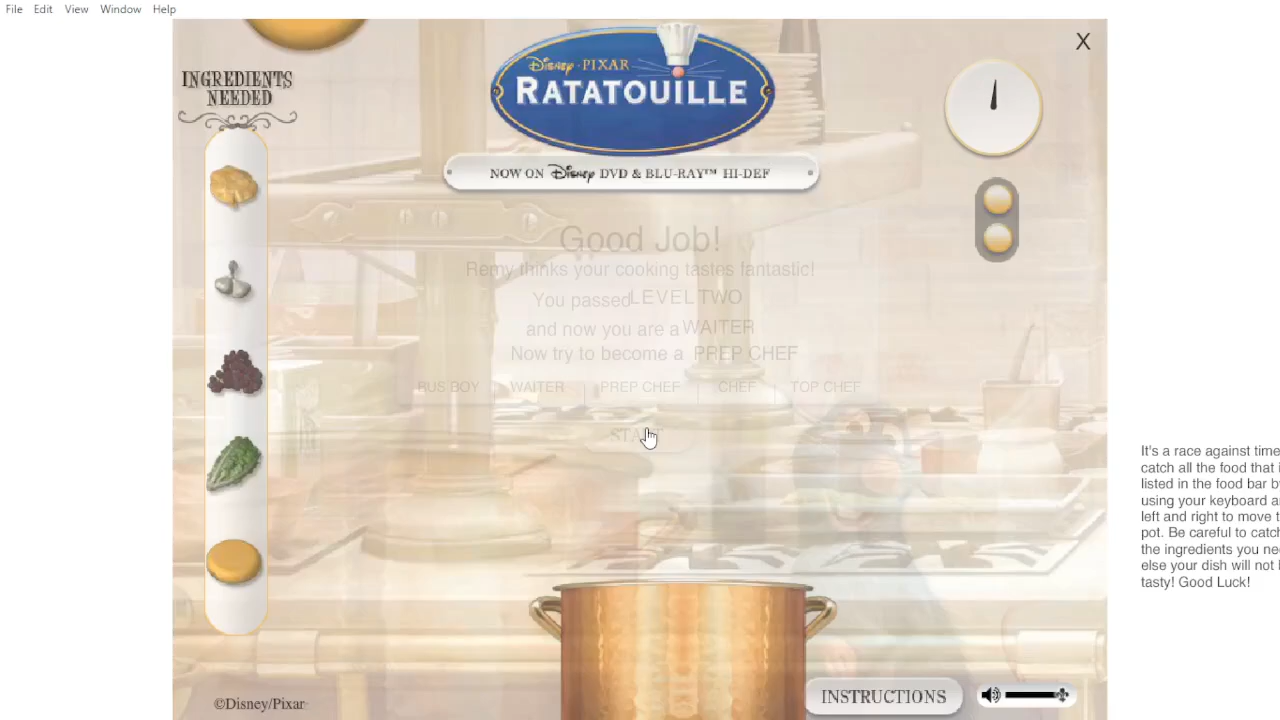 File Edit View Window Help
X
INGREDIENTS
NEEDED
Disney · PIXAR
RATATOUILLE
NOW ON Disney DVD & BLU-RAY™ HI-DEF
Good Job!
Remy thinks your cooking tastes fantastic!
You passed LEVEL TWO
and now you are a WAITER
Now try to become a PREP CHEF
BUS BOY WAITER PREP CHEF CHEF TOP CHEF
START
It's a race against time
catch all the food that
listed in the food bar by
using your keyboard
left and right to move
pot. Be careful to catch
the ingredients you
else your dish will not
tasty! Good Luck!
©Disney/Pixar
INSTRUCTIONS